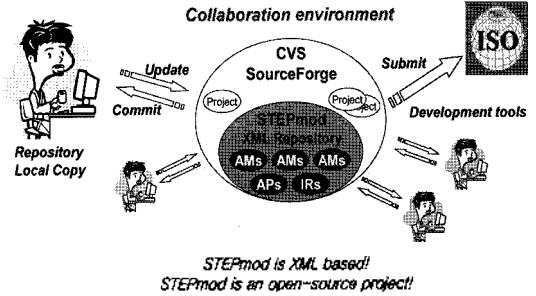 Collaboration environment
ISO
CVS
SourceForge
Update
Submit
Commit
Project
Project
ject
Development tools
STEPmod
XML Repository
Repository
Local Copy
AMs AMs AMs
APs IRs
STEPmod is XML based!
STEPmod is an open-source project!